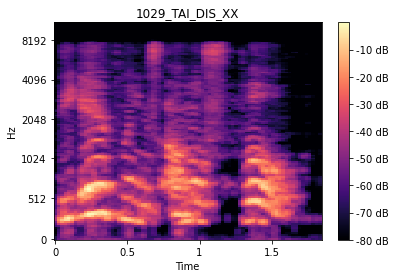 1029_TAI_DIS_XX
8192
4096
2048
1024
512
0
Hz
0
0.5
1
1.5
Time
-10 dB
-20 dB
-30 dB
-40 dB
-50 dB
-60 dB
-70 dB
-80 dB